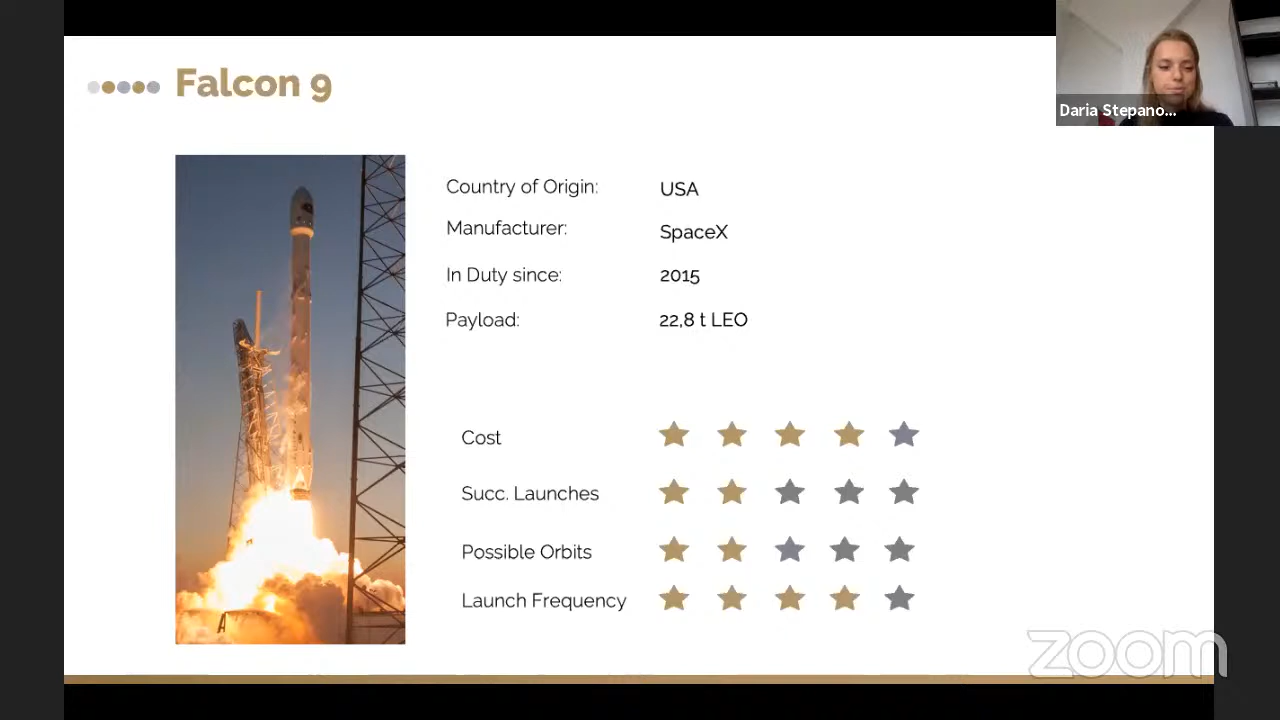 Falcon 9
Daria Stepano...
Country of Origin: USA
Manufacturer: SpaceX
In Duty since: 2015
Payload: 22,8 t LEO
Cost
Succ. Launches
Possible Orbits
Launch Frequency
zoom